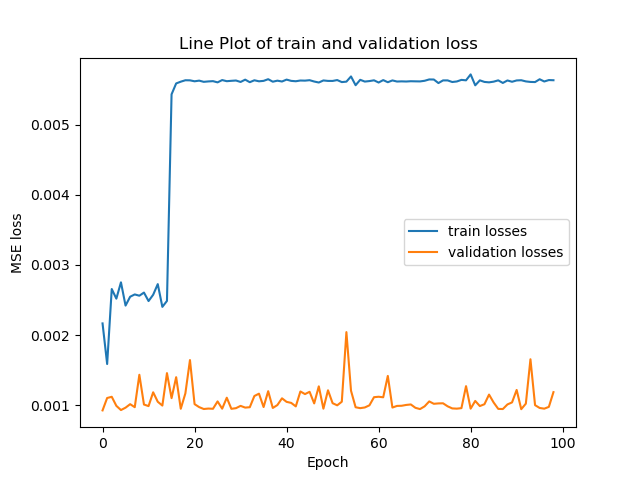 Line Plot of train and validation loss
MSE loss
0.005
0.004
0.003
0.002
0.001
train losses
validation losses
0
20
40
60
80
100
Epoch